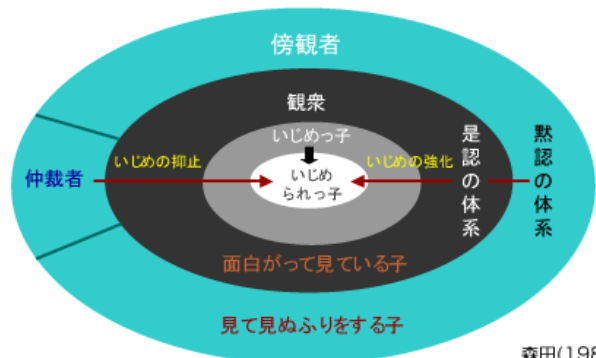 傍観者
観衆
いじめっ子
いじめの抑止
いじめの強化
仲裁者
いじめ
られっ子
是認の体系
黙認の体系
面白がって見ている子
見て見ぬふりをする子
森田(198